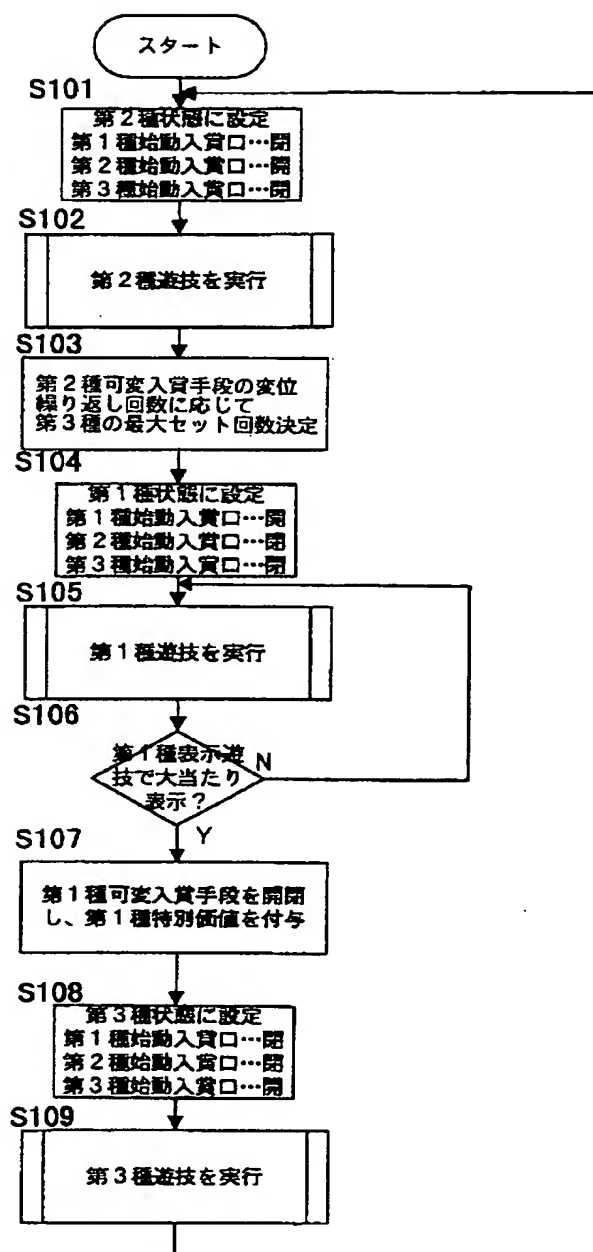 スタート
S101
第2種状態に設定
第1種始動入賞口…閉
第2種始動入賞口…開
第3種始動入賞口…閉
S102
第2種遊技を実行
S103
第2種可変入賞手段の変位
繰り返し回数に応じて
第3種の最大セット回数決定
S104
第1種状態に設定
第1種始動入賞口…開
第2種始動入賞口…閉
第3種始動入賞口…閉
S105
第1種遊技を実行
S106
第1種表示遊
技で大当たり
表示？
N
Y
S107
第1種可変入賞手段を開閉
し、第1種特別価値を付与
S108
第3種状態に設定
第1種始動入賞口…閉
第2種始動入賞口…閉
第3種始動入賞口…開
S109
第3種遊技を実行